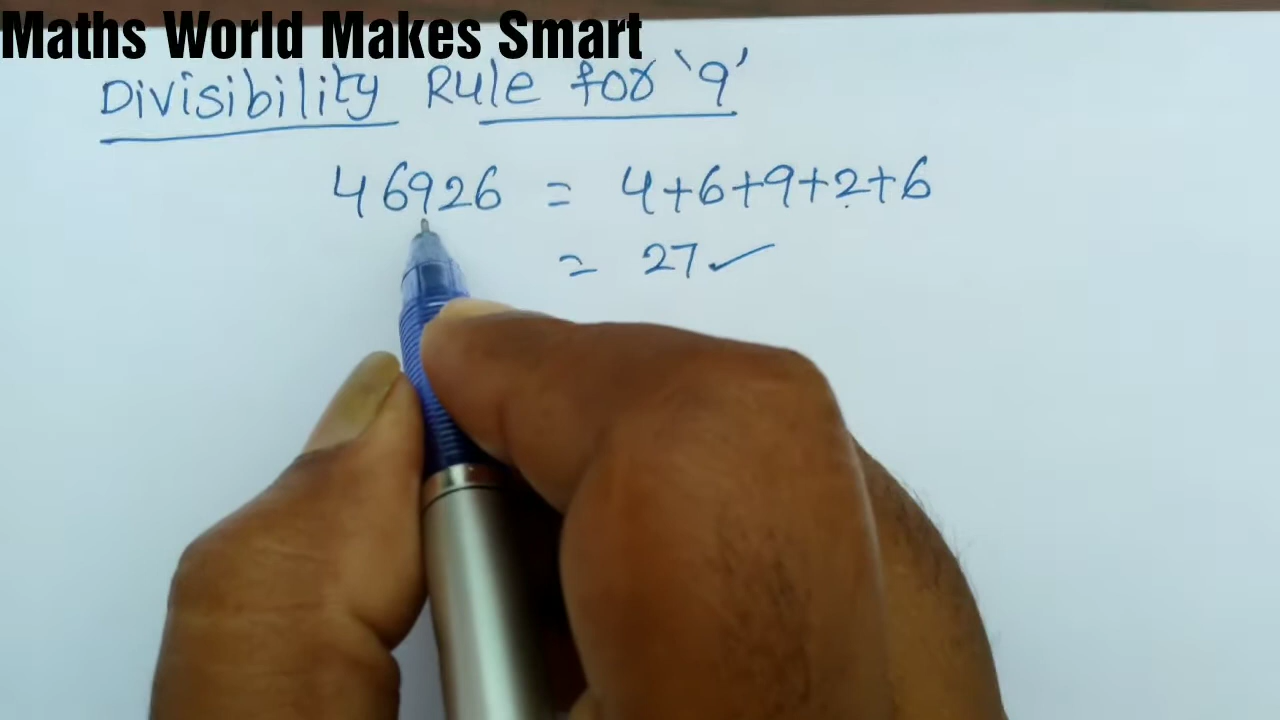 Maths World Makes Smart
Divisibility Rule for '9'
46926 = 4+6+9+2+6
= 27 ✓